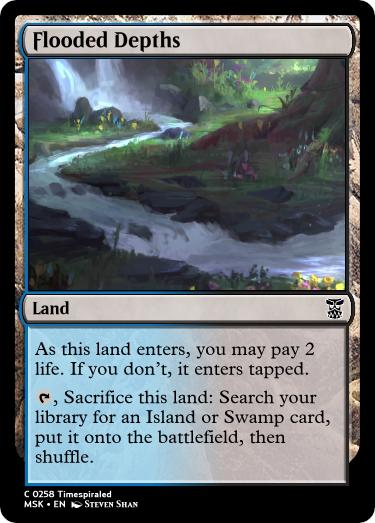 Flooded Depths
Land
As this land enters, you may pay 2
life. If you don't, it enters tapped.
, Sacrifice this land: Search your
library for an Island or Swamp card,
put it onto the battlefield, then
shuffle.
C 0258 Timespiraled
MSK • EN Steven Shan